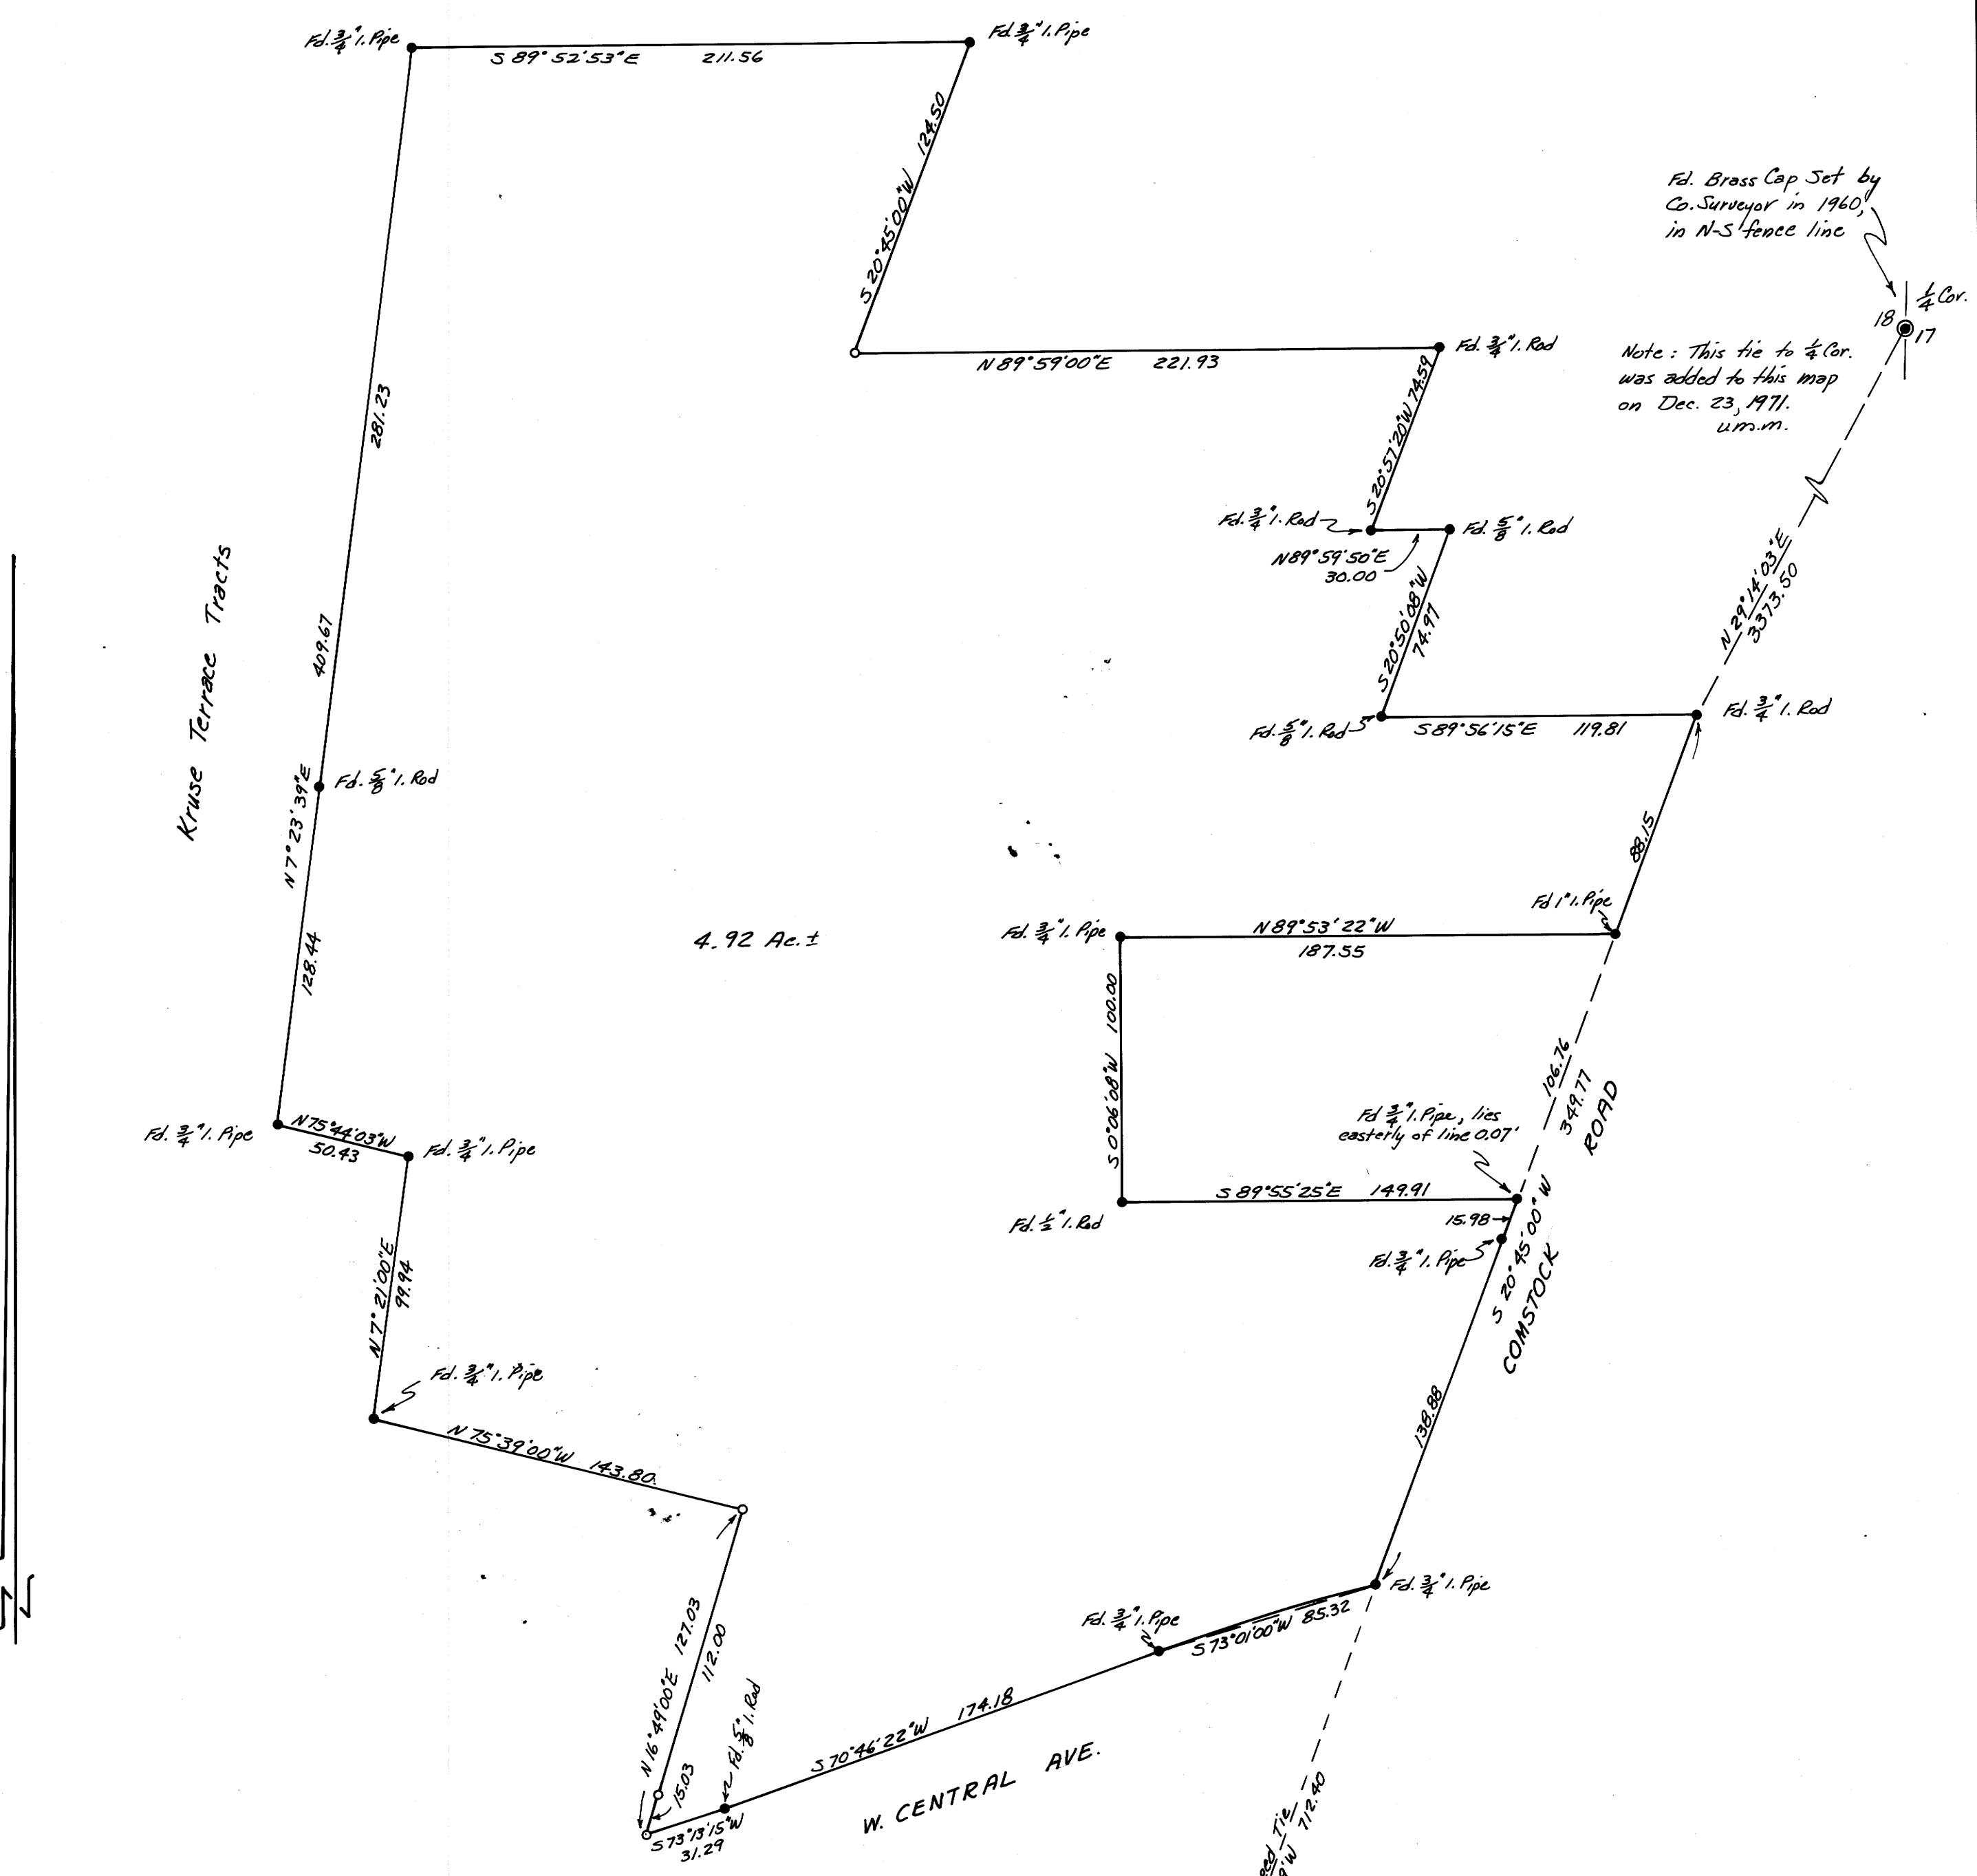 Fd. 3/4" I. Pipe
Fd. 3/4" I. Pipe
S 89° 52' 53" E 211.56
S 20° 45' 00" W 124.50
Fd. Brass Cap Set by
Co. Surveyor in 1960,
in N-S fence line
1/4 Cor.
18
17
Note: This tie to 1/4 Cor.
was added to this map
on Dec. 23, 1971.
N 89° 59' 00" E 221.93
Fd. 3/4" I. Rod
S 20° 57' 20" W 74.59
281.23
409.67
Kruse Terrace Tracts
Fd. 3/4" I. Rod
Fd. 5/8" I. Rod
N 89° 59' 50" E
30.00
S 20° 50' 08" W
74.97
N 29° 14' 03" E
3373.50
Fd. 5/8" I. Rod
S 89° 56' 15" E 119.81
Fd. 3/4" I. Rod
Fd. 5/8" I. Rod
N 7° 23' 39" E
88.15
128.44
4.92 Ac. ±
Fd 1" I. Pipe
Fd. 3/4" I. Pipe
N 89° 53' 22" W
187.55
S 0° 06' 08" W 100.00
106.76
349.77
ROAD
Fd 3/4" I. Pipe, lies
easterly of line 0.07'
Fd. 3/4" I. Pipe
N 75° 44' 03" W
50.43
Fd. 3/4" I. Pipe
S 89° 55' 25" E 149.91
Fd. 1/2" I. Rod
15.98
Fd. 3/4" I. Pipe
S 20° 45' 00" W
COMSTOCK
N 7° 21' 00" E
99.94
Fd. 3/4" I. Pipe
138.88
N 75° 39' 00" W 143.80
Fd. 3/4" I. Pipe
Fd. 3/4" I. Pipe
S 73° 01' 00" W 85.32
N 16° 49' 00" E 127.03
112.00
15.03
Fd. 5/8" I. Rod
S 70° 46' 22" W 174.18
W. CENTRAL AVE.
S 73° 13' 15" W
31.29
Tie
712.40